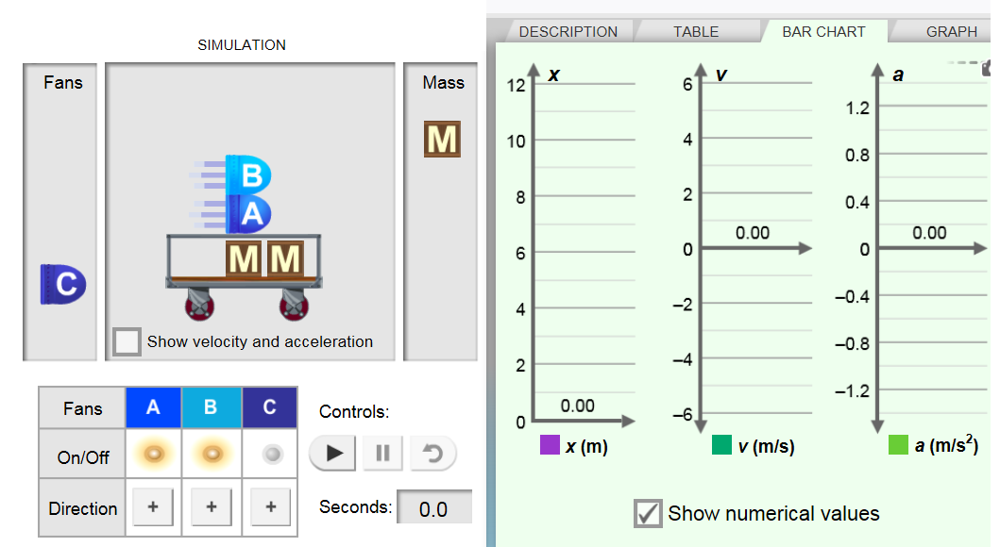 SIMULATION
Fans
Mass
M
B
A
M M
C
Show velocity and acceleration
Fans A B C
On/Off
Direction + + +
Controls:
Seconds: 0.0
DESCRIPTION TABLE BAR CHART GRAPH
x
12
10
8
6
4
2
0
0.00
x (m)
v
6
4
2
0
–2
–4
–6
0.00
v (m/s)
a
1.2
0.8
0.4
0
–0.4
–0.8
–1.2
0.00
a (m/s²)
Show numerical values